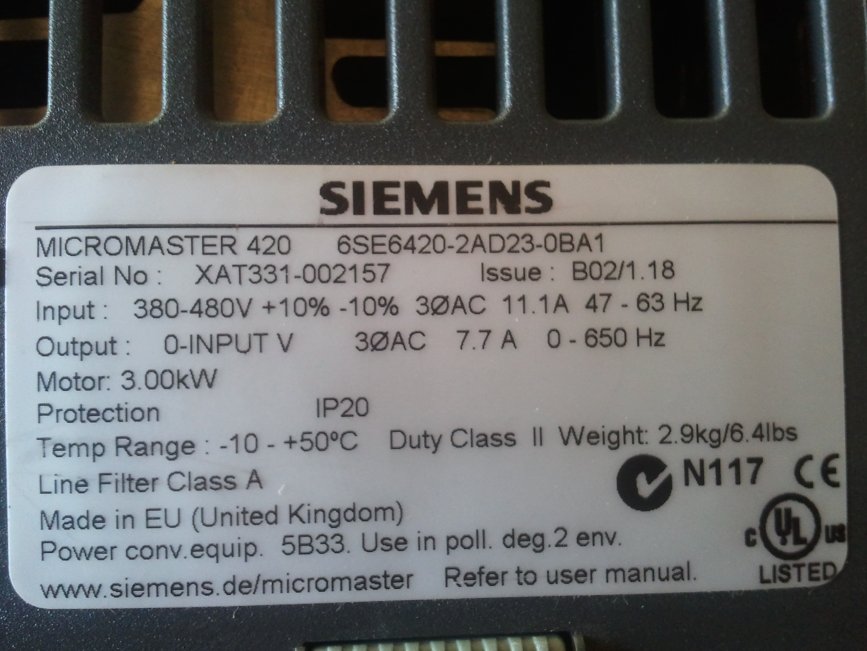 SIEMENS
MICROMASTER 420 6SE6420-2AD23-0BA1
Serial No : XAT331-002157 Issue : B02/1.18
Input : 380-480V +10% -10% 3ØAC 11.1A 47 - 63 Hz
Output : 0-INPUT V 3ØAC 7.7 A 0 - 650 Hz
Motor: 3.00kW
Protection IP20
Temp Range : -10 - +50ºC Duty Class II Weight: 2.9kg/6.4lbs
Line Filter Class A N117 CE
Made in EU (United Kingdom)
C UL US
Power conv.equip. 5B33. Use in poll. deg.2 env.
www.siemens.de/micromaster Refer to user manual. LISTED